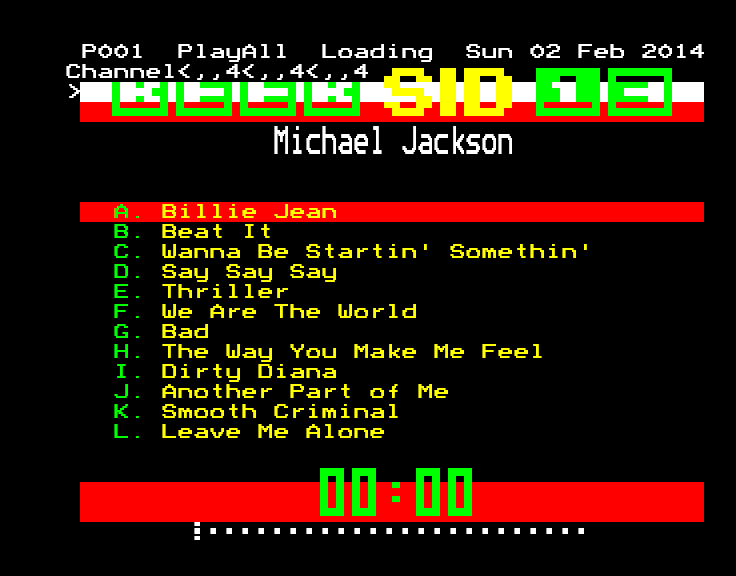 P001 PlayAll Loading Sun 02 Feb 2014
Channel<,,4<,,4<,,4
>
SID 1
Michael Jackson
A. Billie Jean
B. Beat It
C. Wanna Be Startin' Somethin'
D. Say Say Say
E. Thriller
F. We Are The World
G. Bad
H. The Way You Make Me Feel
I. Dirty Diana
J. Another Part of Me
K. Smooth Criminal
L. Leave Me Alone
00:00